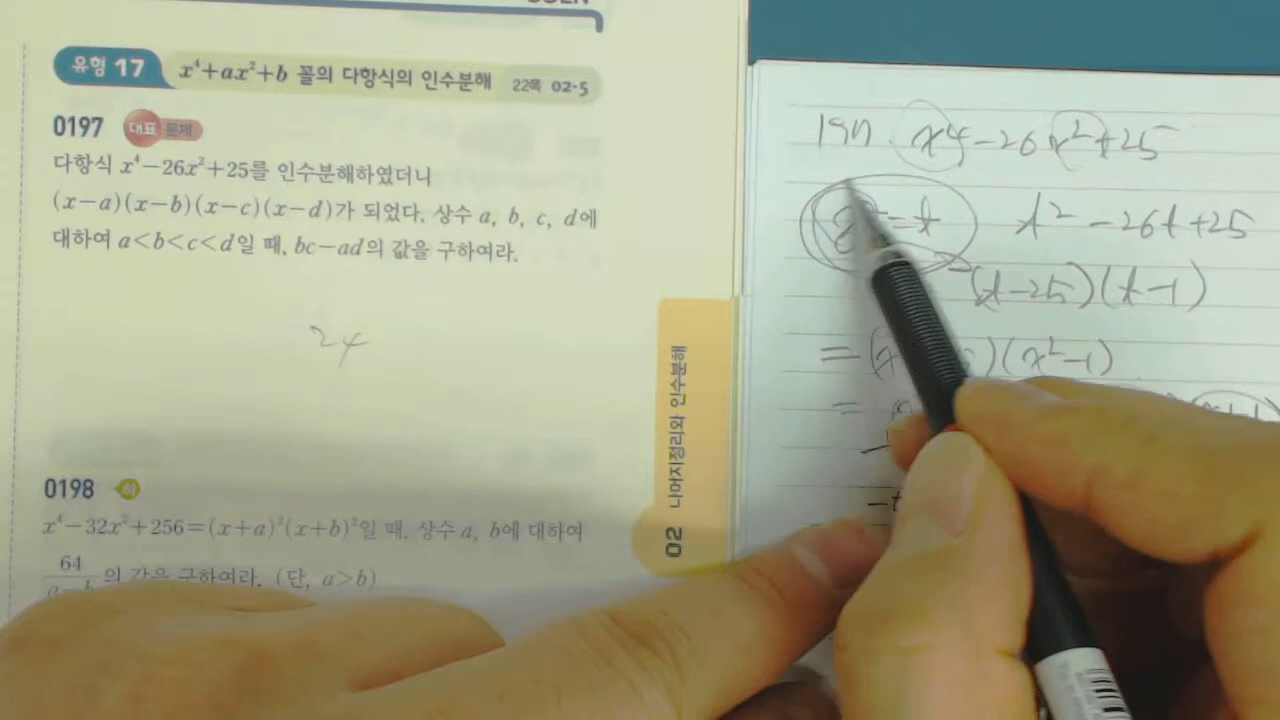 유형 17 x⁴+ax²+b 꼴의 다항식의 인수분해 22쪽 02-5
0197 대표 문제
다항식 x⁴-26x²+25를 인수분해하였더니
(x-a)(x-b)(x-c)(x-d)가 되었다. 상수 a, b, c, d에
대하여 a<b<c<d일 때, bc-ad의 값을 구하여라.
24
0198 하
x⁴-32x²+256=(x+a)²(x+b)²일 때, 상수 a, b에 대하여
64
의 값을 구하여라. (단, a>b)
02 나머지정리와 인수분해
197 x4-26x²+25
=t t²-26t+25
=(t-25)(t-1)
=(x )(x²-1)
=